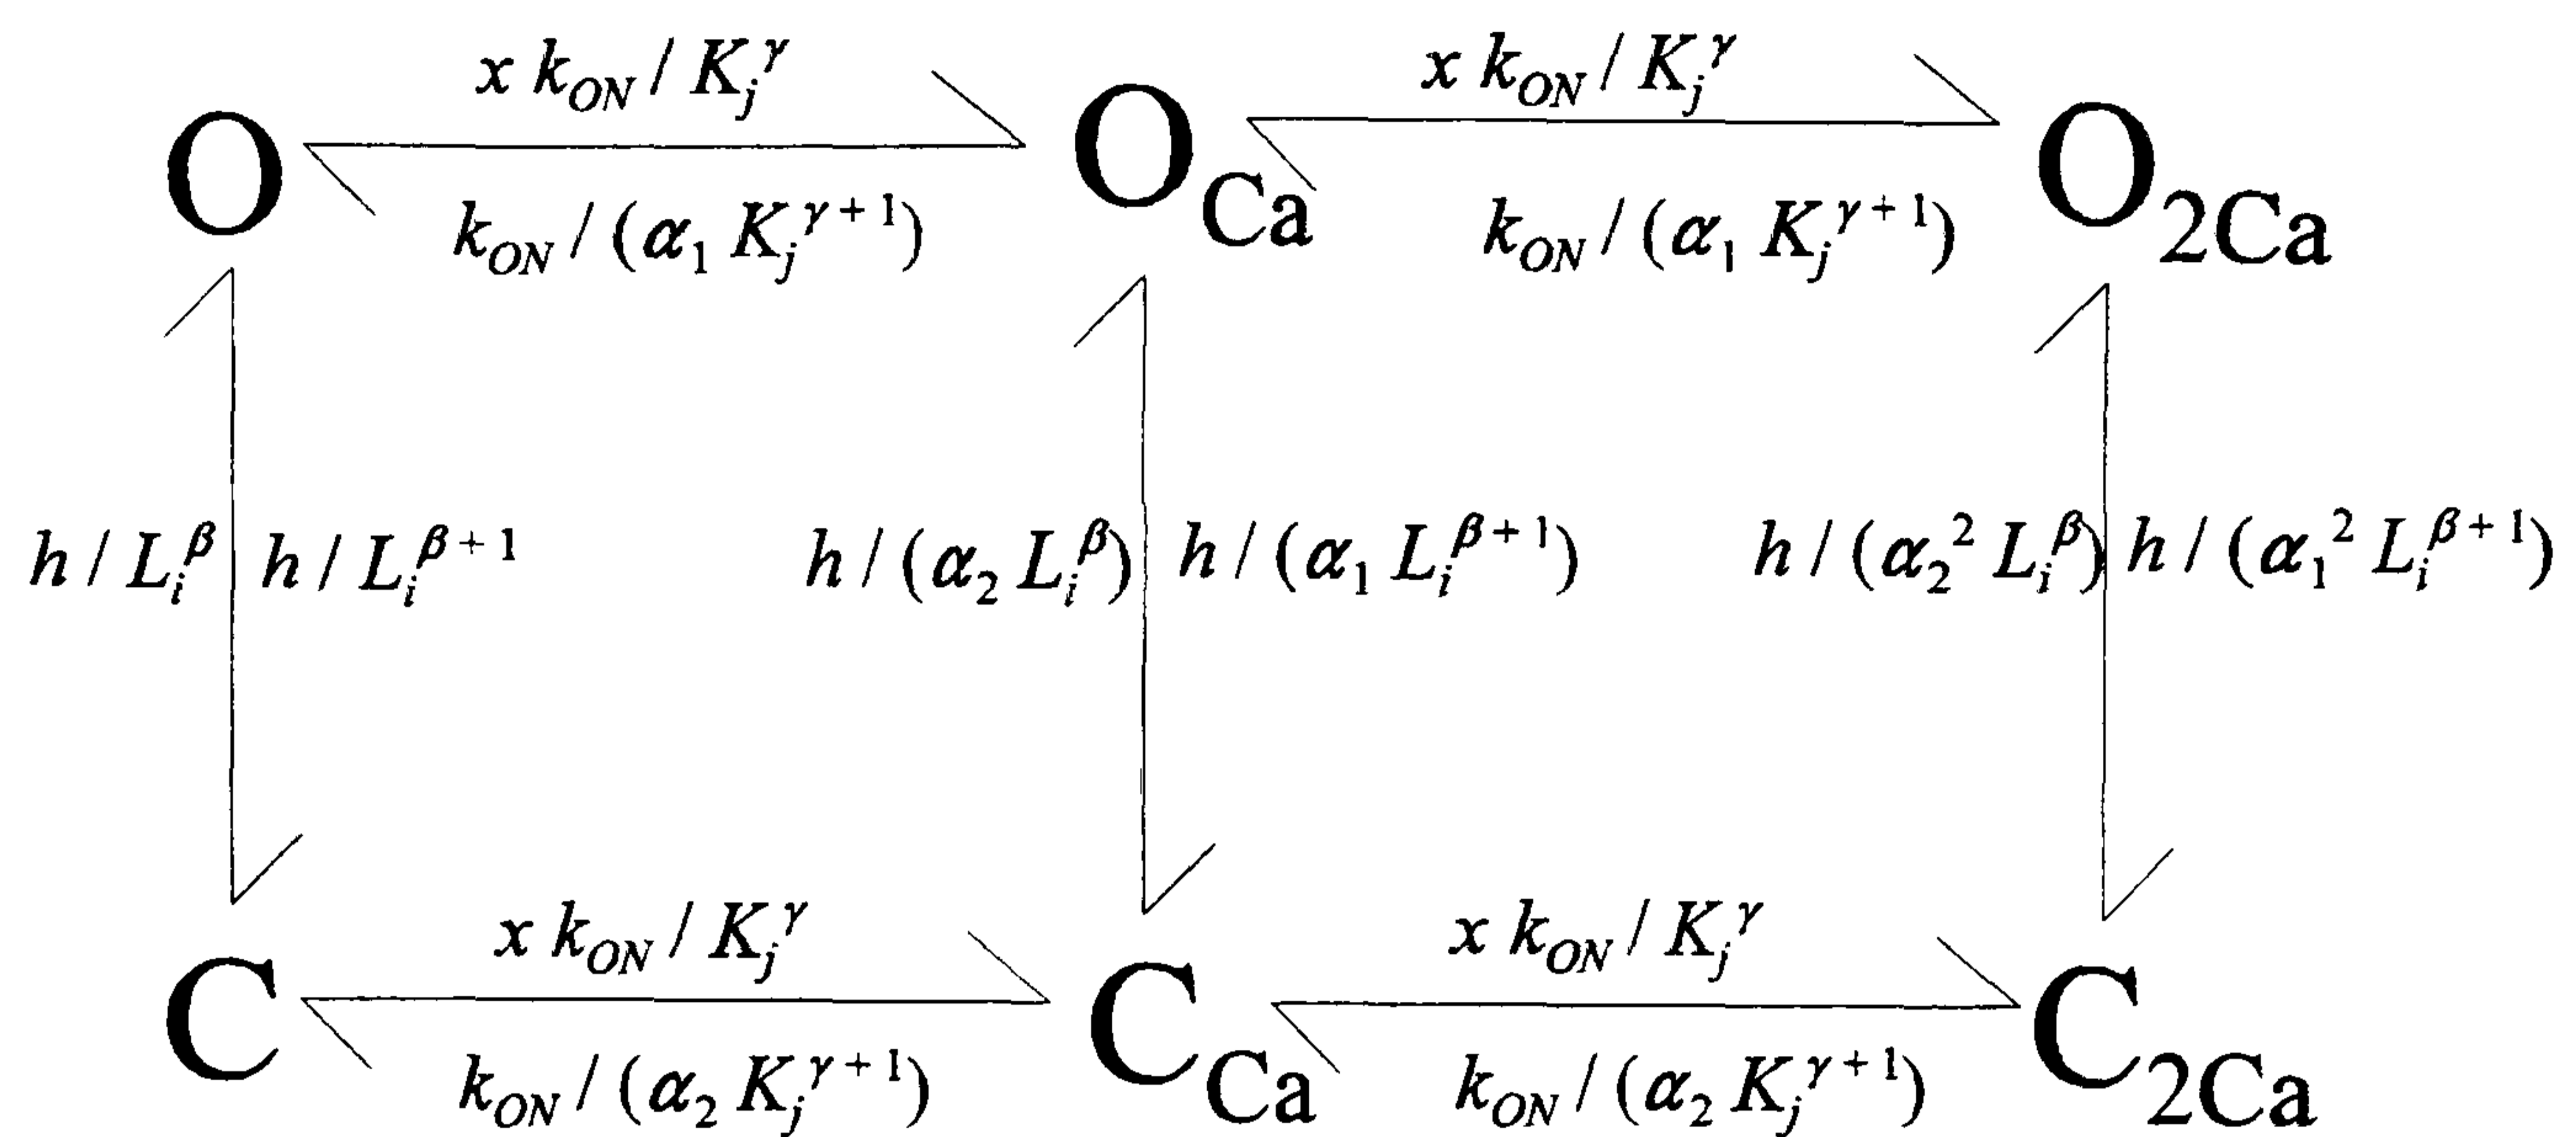 x k_ON / K_j^γ
x k_ON / K_j^γ
O
O_Ca
O_2Ca
k_ON / (α_1 K_j^{γ + 1})
k_ON / (α_1 K_j^{γ + 1})
h / L_i^β
h / L_i^{β + 1}
h / (α_2 L_i^β)
h / (α_1 L_i^{β + 1})
h / (α_2^2 L_i^β)
h / (α_1^2 L_i^{β + 1})
x k_ON / K_j^γ
x k_ON / K_j^γ
C
C_Ca
C_2Ca
k_ON / (α_2 K_j^{γ + 1})
k_ON / (α_2 K_j^{γ + 1})